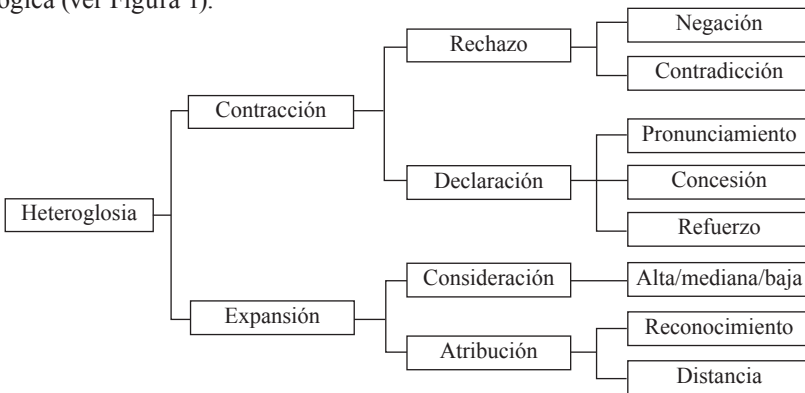 ógica (ver Figura 1).
Heteroglosia
Contracción
Rechazo
Negación
Contradicción
Declaración
Pronunciamiento
Concesión
Refuerzo
Expansión
Consideración
Alta/mediana/baja
Atribución
Reconocimiento
Distancia